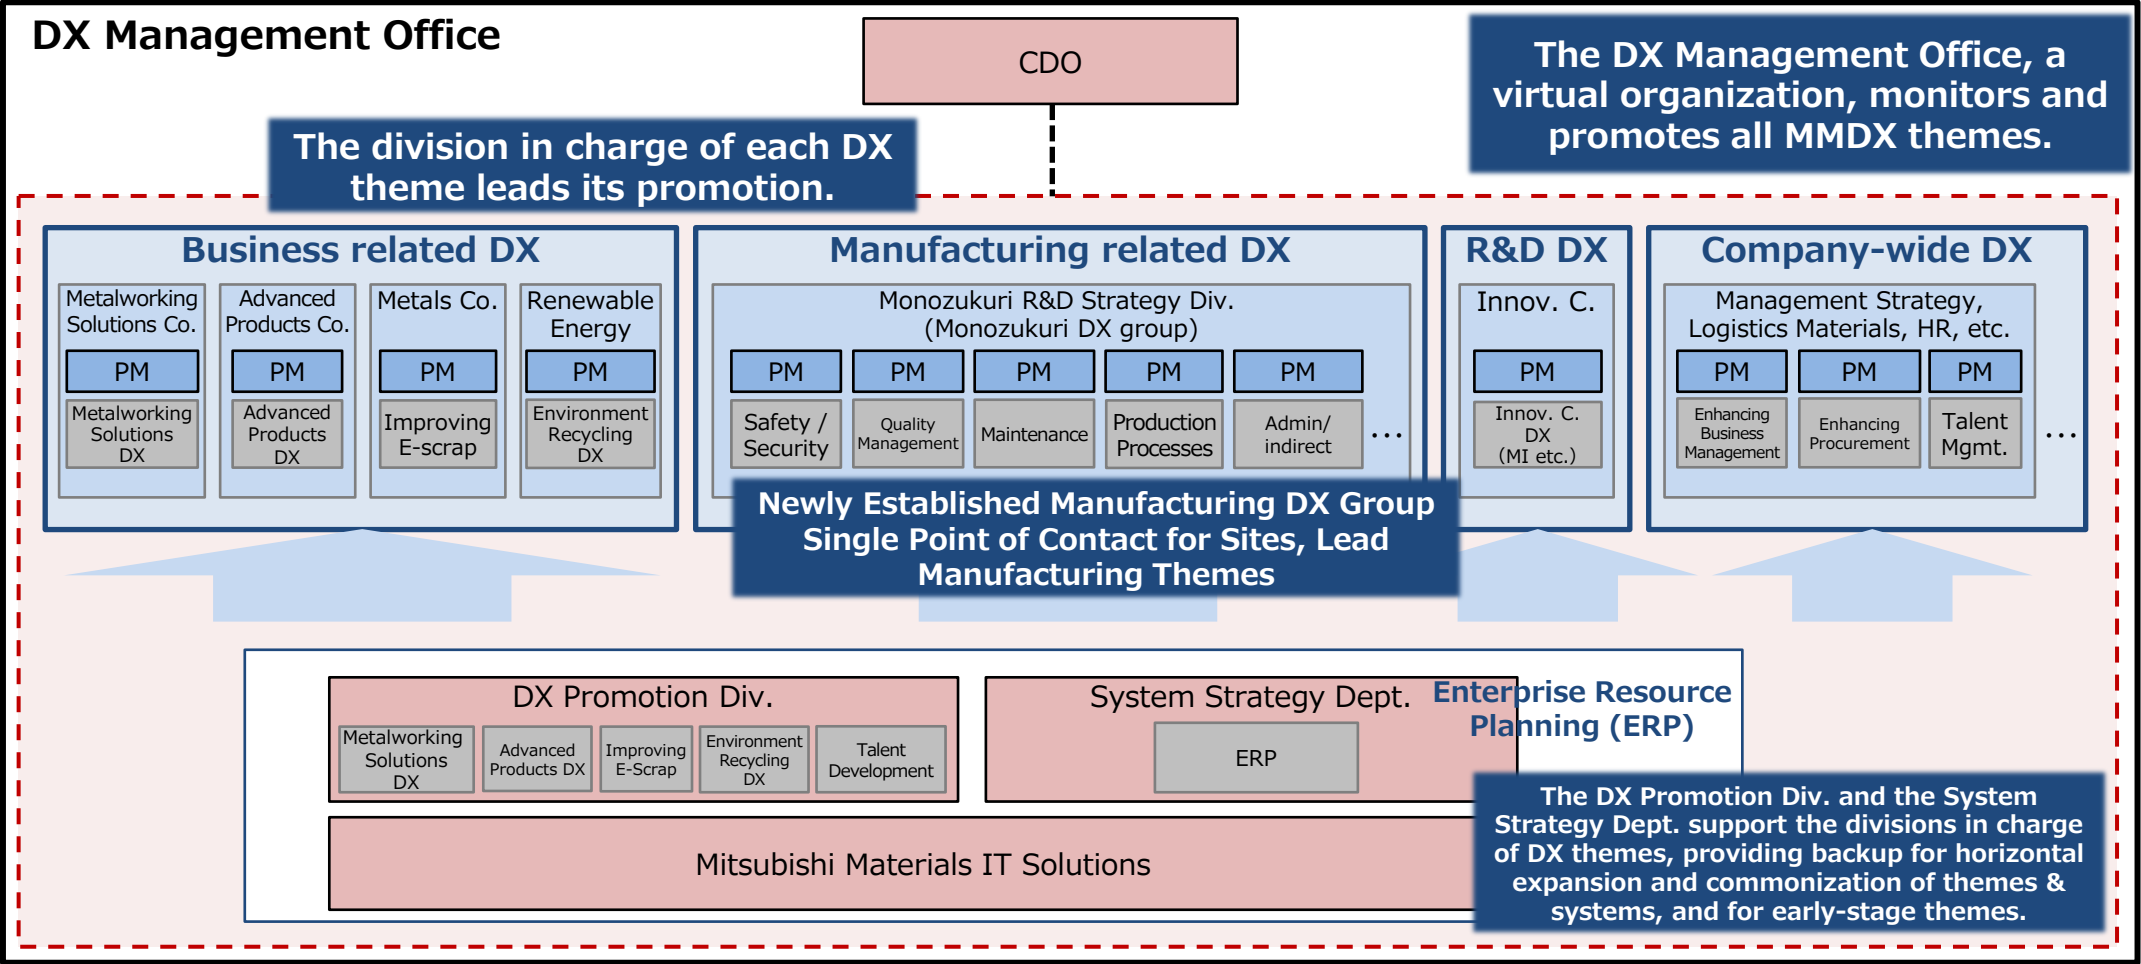 DX Management Office
CDO
The DX Management Office, a
virtual organization, monitors and
promotes all MMDX themes.
The division in charge of each DX
theme leads its promotion.
Business related DX
Metalworking
Solutions Co.
PM
Metalworking
Solutions
DX
Advanced
Products Co.
PM
Advanced
Products
DX
Metals Co.
PM
Improving
E-scrap
Renewable
Energy
PM
Environment
Recycling
DX
Manufacturing related DX
Monozukuri R&D Strategy Div.
(Monozukuri DX group)
PM
Safety /
Security
PM
Quality
Management
PM
Maintenance
PM
Production
Processes
PM
Admin/
indirect
...
R&D DX
Innov. C.
PM
Innov. C.
DX
(MI etc.)
Company-wide DX
Management Strategy,
Logistics Materials, HR, etc.
PM
Enhancing
Business
Management
PM
Enhancing
Procurement
PM
Talent
Mgmt.
...
Newly Established Manufacturing DX Group
Single Point of Contact for Sites, Lead
Manufacturing Themes
DX Promotion Div.
Metalworking
Solutions
DX
Advanced
Products DX
Improving
E-Scrap
Environment
Recycling
DX
Talent
Development
System Strategy Dept.
ERP
Enterprise Resource
Planning (ERP)
Mitsubishi Materials IT Solutions
The DX Promotion Div. and the System
Strategy Dept. support the divisions in charge
of DX themes, providing backup for horizontal
expansion and commonization of themes &
systems, and for early-stage themes.